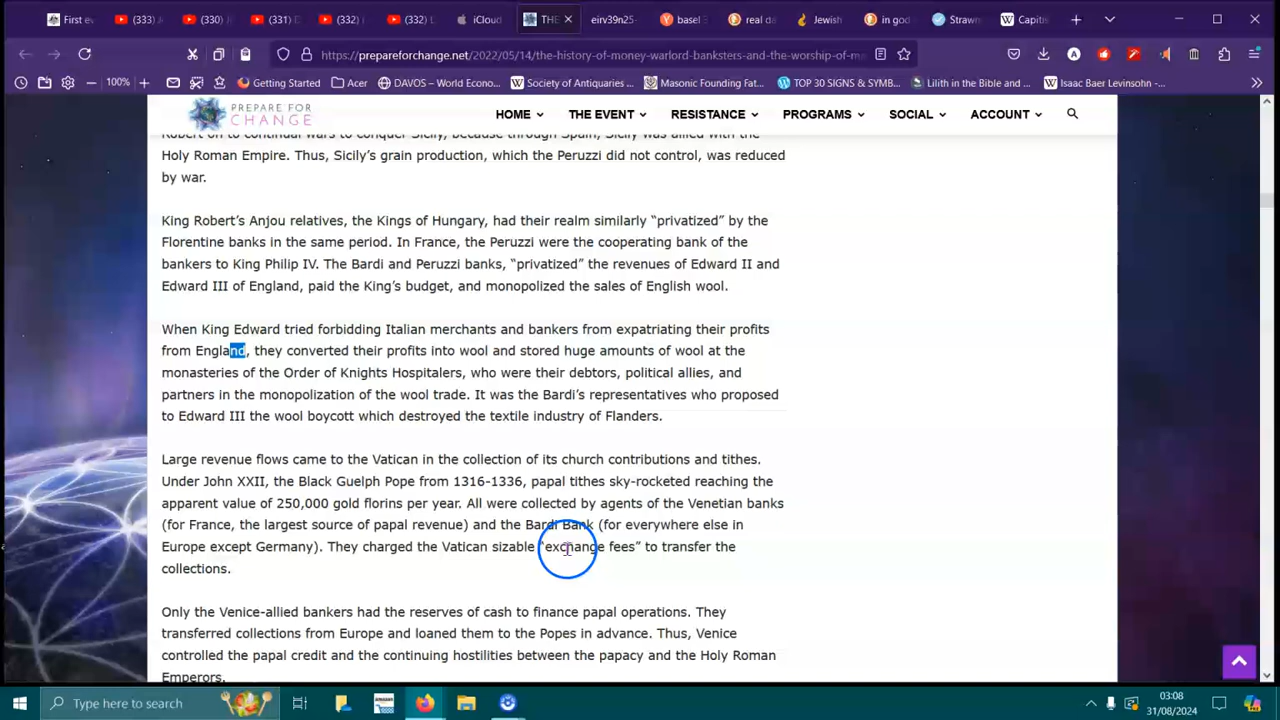 (333) J
(330) J
(331) D
(332) I
(332) L
iCloud
THE
eirv39n25-
basel 3
real da
Jewish
in god
Strawn
Capitis
First e
https://prepareforchange.net/2022/05/14/the-history-of-money-warlord-banksters-and-the-worship-of-m
100%
Getting Started
Acer
DAVOS – World Econo...
Society of Antiquaries ...
Masonic Founding Fat...
TOP 30 SIGNS & SYMB...
Lilith in the Bible and ...
Isaac Baer Levinsohn ...
PREPARE FOR
CHANGE
HOME
THE EVENT
RESISTANCE
PROGRAMS
SOCIAL
ACCOUNT
Robert on to continual wars to conquer Sicily, because through Spain, Sicily was allied with the
Holy Roman Empire. Thus, Sicily's grain production, which the Peruzzi did not control, was reduced
by war.
King Robert's Anjou relatives, the Kings of Hungary, had their realm similarly "privatized" by the
Florentine banks in the same period. In France, the Peruzzi were the cooperating bank of the
bankers to King Philip IV. The Bardi and Peruzzi banks, "privatized" the revenues of Edward II and
Edward III of England, paid the King's budget, and monopolized the sales of English wool.
When King Edward tried forbidding Italian merchants and bankers from expatriating their profits
from England, they converted their profits into wool and stored huge amounts of wool at the
monasteries of the Order of Knights Hospitalers, who were their debtors, political allies, and
partners in the monopolization of the wool trade. It was the Bardi's representatives who proposed
to Edward III the wool boycott which destroyed the textile industry of Flanders.
Large revenue flows came to the Vatican in the collection of its church contributions and tithes.
Under John XXII, the Black Guelph Pope from 1316-1336, papal tithes sky-rocketed reaching the
apparent value of 250,000 gold florins per year. All were collected by agents of the Venetian banks
(for France, the largest source of papal revenue) and the Bardi Bank (for everywhere else in
Europe except Germany). They charged the Vatican sizable "exchange fees" to transfer the
collections.
Only the Venice-allied bankers had the reserves of cash to finance papal operations. They
transferred collections from Europe and loaned them to the Popes in advance. Thus, Venice
controlled the papal credit and the continuing hostilities between the papacy and the Holy Roman
Emperors.
Type here to search
03:08
31/08/2024